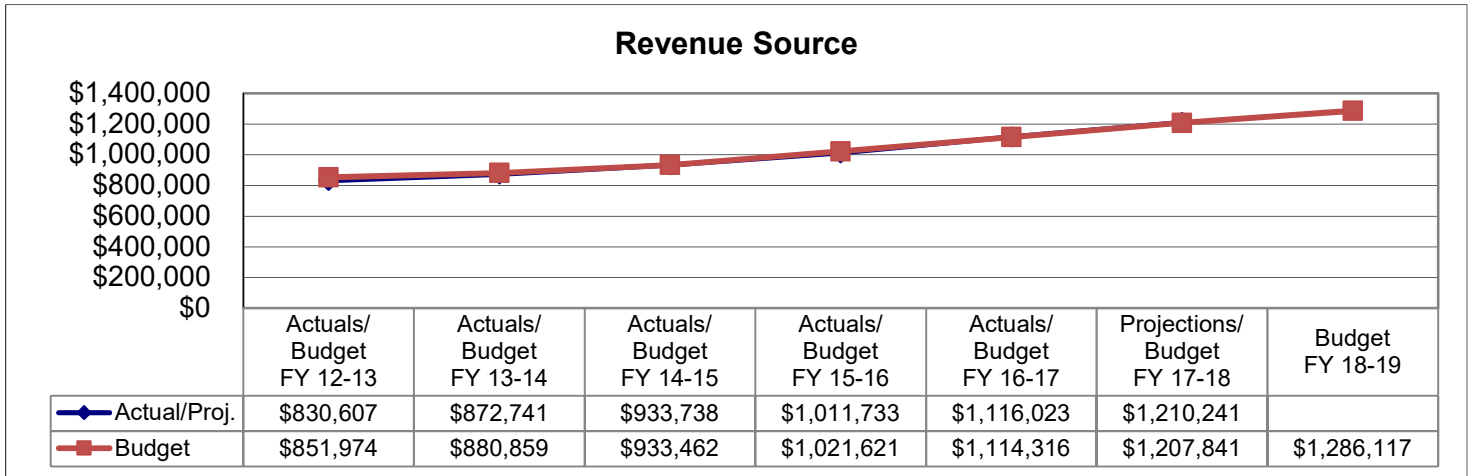 Revenue Source
$1,400,000
$1,200,000
$1,000,000
$800,000
$600,000
$400,000
$200,000
$0
Actuals/ Actuals/ Actuals/ Actuals/ Actuals/ Projections/
Budget Budget Budget Budget Budget Budget Budget
FY 12-13 FY 13-14 FY 14-15 FY 15-16 FY 16-17 FY 17-18 FY 18-19
Actual/Proj. $830,607 $872,741 $933,738 $1,011,733 $1,116,023 $1,210,241
Budget $851,974 $880,859 $933,462 $1,021,621 $1,114,316 $1,207,841 $1,286,117